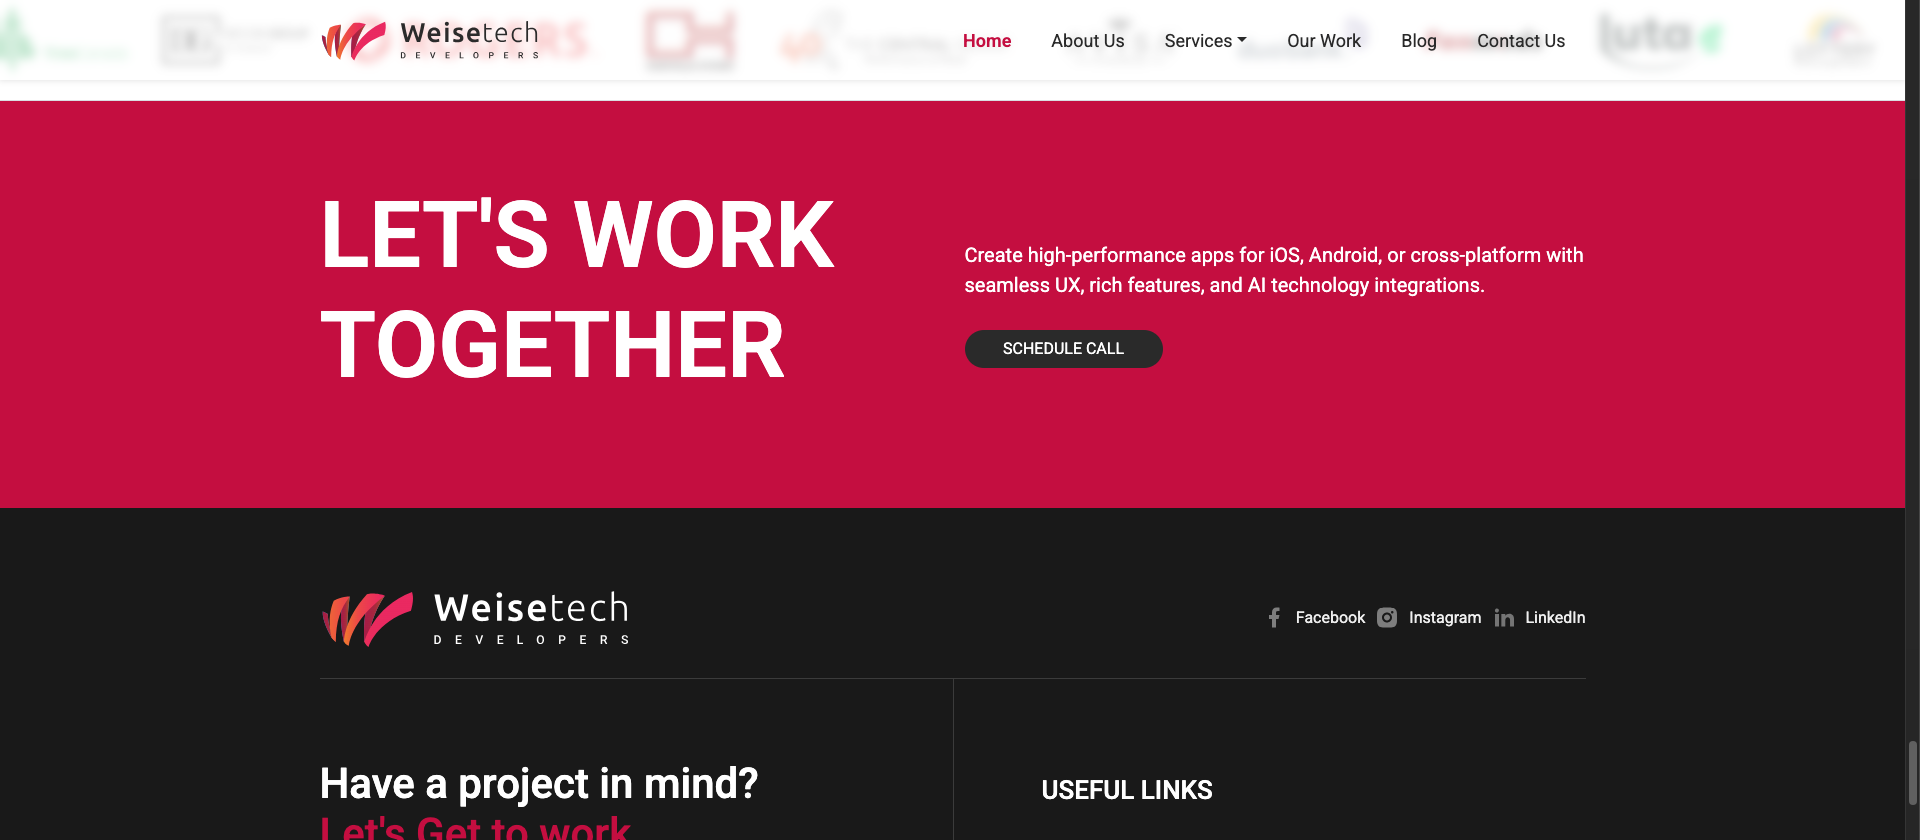 Weisetech
DEVELOPERS
Home About Us Services Our Work Blog Contact Us
LET'S WORK
TOGETHER
Create high-performance apps for iOS, Android, or cross-platform with
seamless UX, rich features, and AI technology integrations.
SCHEDULE CALL
Weisetech
DEVELOPERS
Facebook Instagram LinkedIn
Have a project in mind?
Let's Get to work
USEFUL LINKS